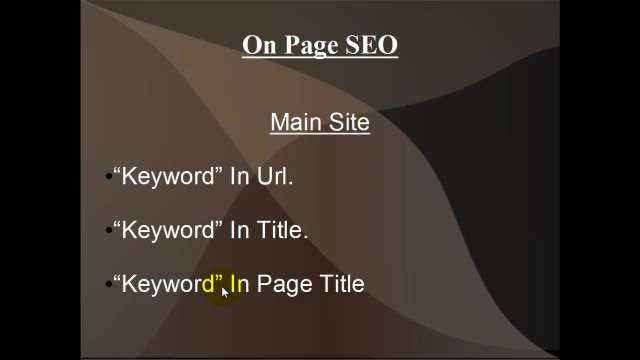 On Page SEO
Main Site
•“Keyword” In Url.
•“Keyword” In Title.
•“Keyword” In Page Title